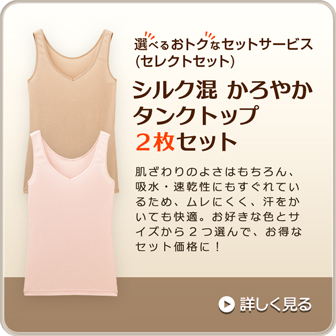 選べるおトクなセットサービス
(セレクトセット)
シルク混 かろやか
タンクトップ
2枚セット
肌ざわりのよさはもちろん、
吸水・速乾性にもすぐれてい
るため、ムレにくく、汗をか
いても快適。お好きな色とサ
イズから2つ選んで、お得な
セット価格に!
詳しく見る